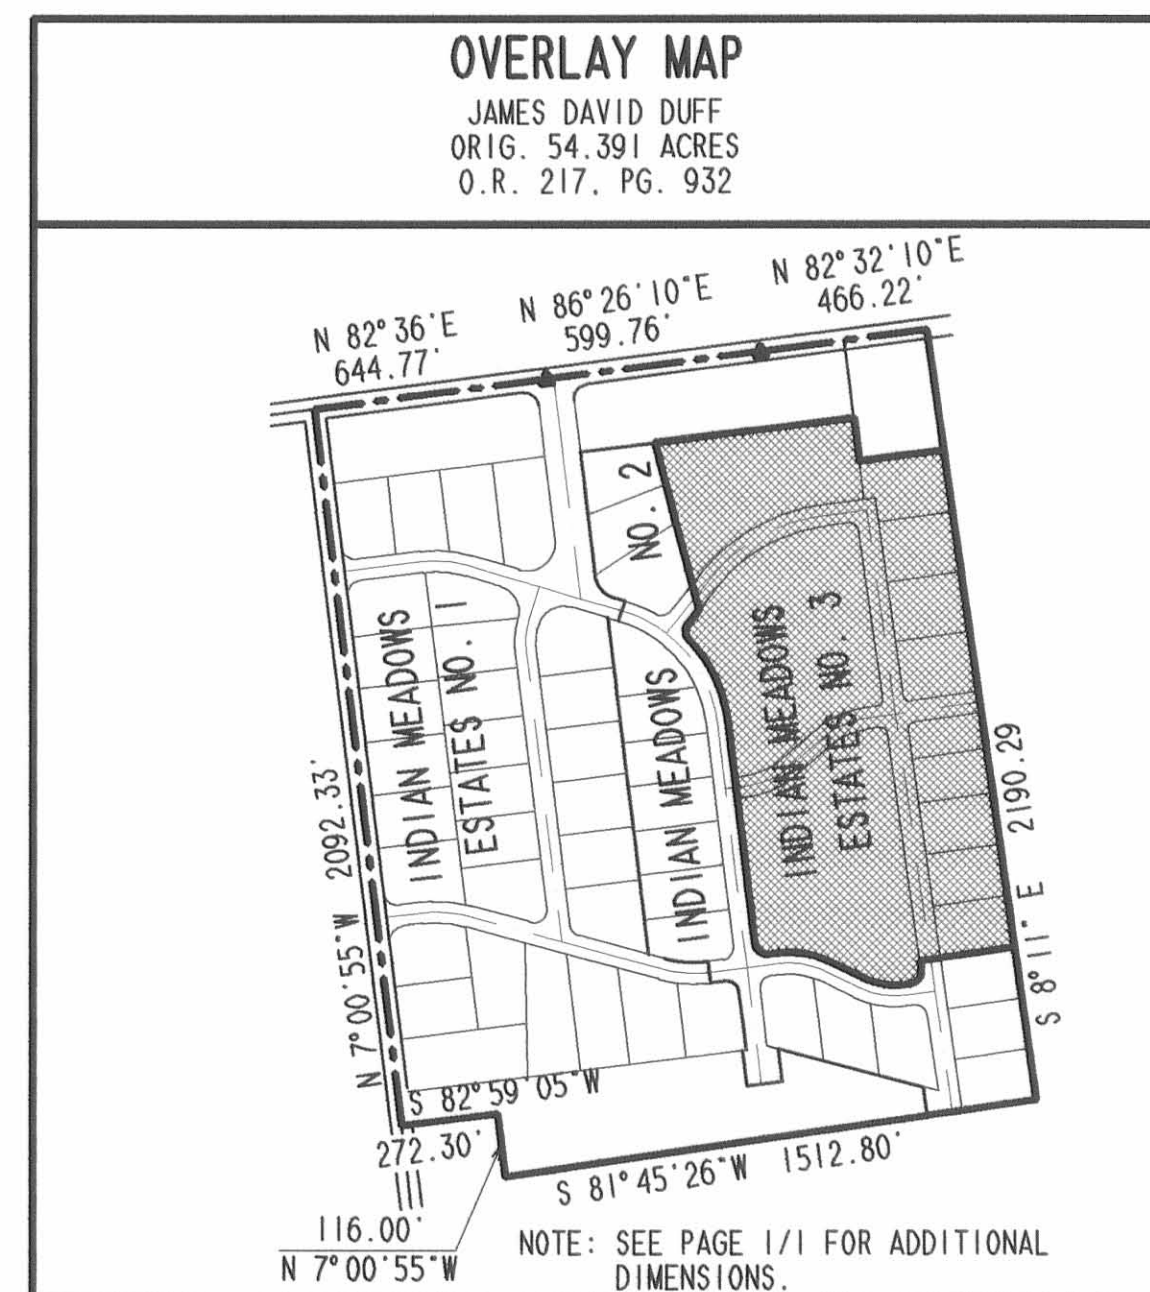 OVERLAY MAP
JAMES DAVID DUFF
ORIG. 54.391 ACRES
O.R. 217, PG. 932
N 82°36'E
644.77'
N 86°26'10"E
599.76'
N 82°32'10"E
466.22'
NO. 2
INDIAN MEADOWS
ESTATES NO. 1
INDIAN MEADOWS
INDIAN MEADOWS
ESTATES NO. 3
N 7°00'55"W 2092.33'
S 8°11" E 2190.29
S 82°59'05"W
272.30'
S 81°45'26"W 1512.80'
116.00'
N 7°00'55"W
NOTE: SEE PAGE 1/1 FOR ADDITIONAL
DIMENSIONS.